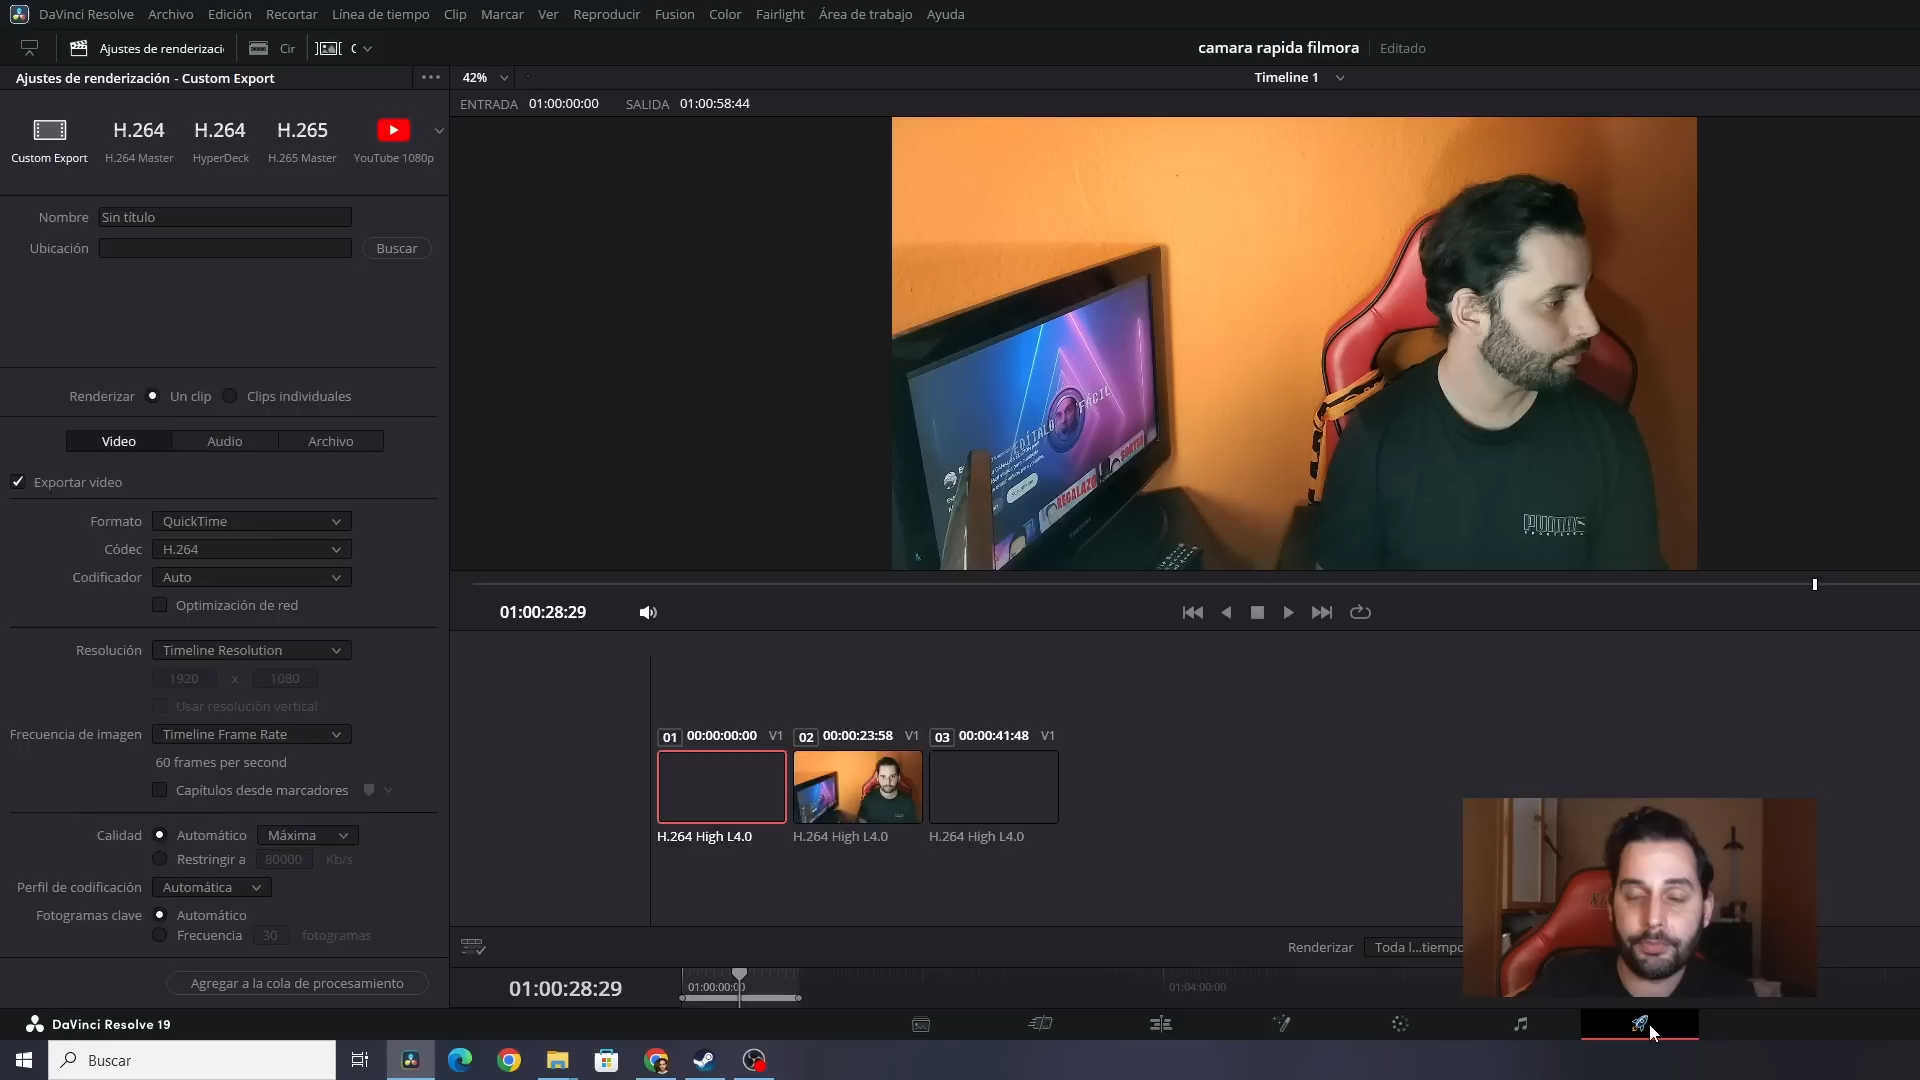 DaVinci Resolve Archivo Edición Recortar Línea de tiempo Clip Marcar Ver Reproducir Fusion Color Fairlight Área de trabajo Ayuda
Ajustes de renderizaci Cir C camara rapida filmora Editado
Ajustes de renderización - Custom Export ••• 42% Timeline 1
ENTRADA 01:00:00:00 SALIDA 01:00:58:44
H.264 H.264 H.265
Custom Export H.264 Master HyperDeck H.265 Master YouTube 1080p
Nombre Sin título
Ubicación Buscar
Renderizar Un clip Clips individuales
Video Audio Archivo
Exportar video
Formato QuickTime
Códec H.264
Codificador Auto
Optimización de red
Resolución Timeline Resolution
1920 x 1080
Usar resolución vertical
Frecuencia de imagen Timeline Frame Rate
60 frames per second
Capítulos desde marcadores
Calidad Automático Máxima
Restringir a 80000 Kb/s
Perfil de codificación Automática
Fotogramas clave Automático
Frecuencia 30 fotogramas
Agregar a la cola de procesamiento
EDÍTALO FÁCIL
REGALAZO
PUMA
01:00:28:29
01 00:00:00:00 V1 02 00:00:23:58 V1 03 00:00:41:48 V1
H.264 High L4.0 H.264 High L4.0 H.264 High L4.0
Renderizar Toda l...tiempo
01:00:28:29 01:00:00:00 01:04:00:00
DaVinci Resolve 19
Buscar